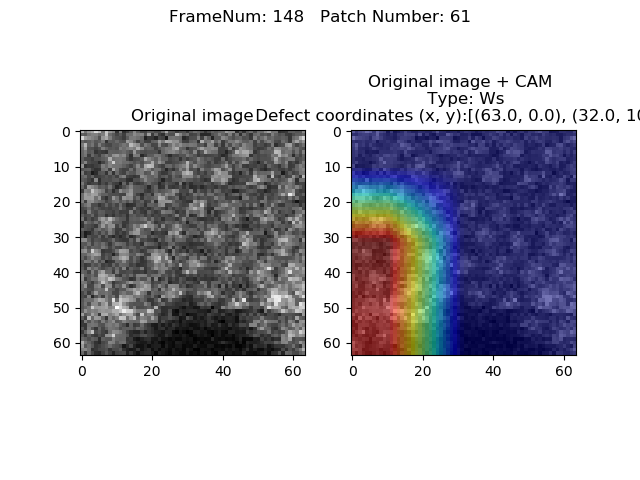 FrameNum: 148   Patch Number: 61
Original image + CAM
Type: Ws
Original image
Defect coordinates (x, y):[(63.0, 0.0), (32.0, 10
0
10
20
30
40
50
60
0 20 40 60
0
10
20
30
40
50
60
0 20 40 60